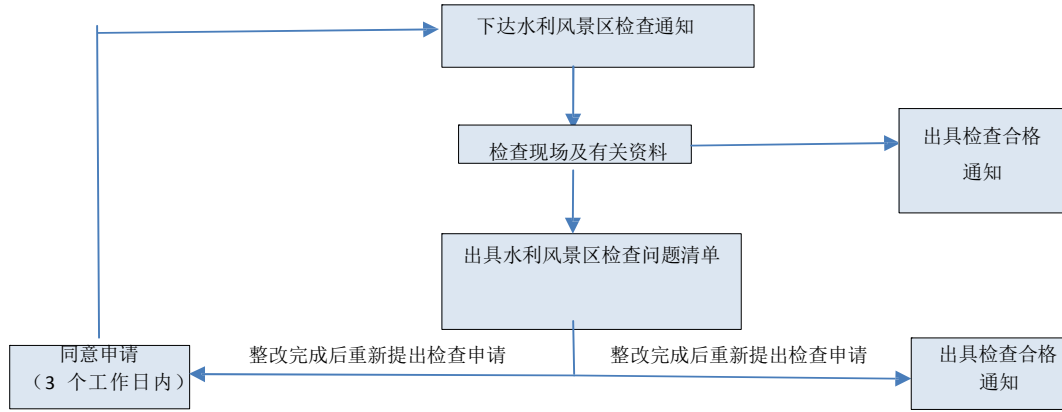 下达水利风景区检查通知
检查现场及有关资料
出具检查合格
通知
出具水利风景区检查问题清单
同意申请
（3 个工作日内）
整改完成后重新提出检查申请
整改完成后重新提出检查申请
出具检查合格
通知